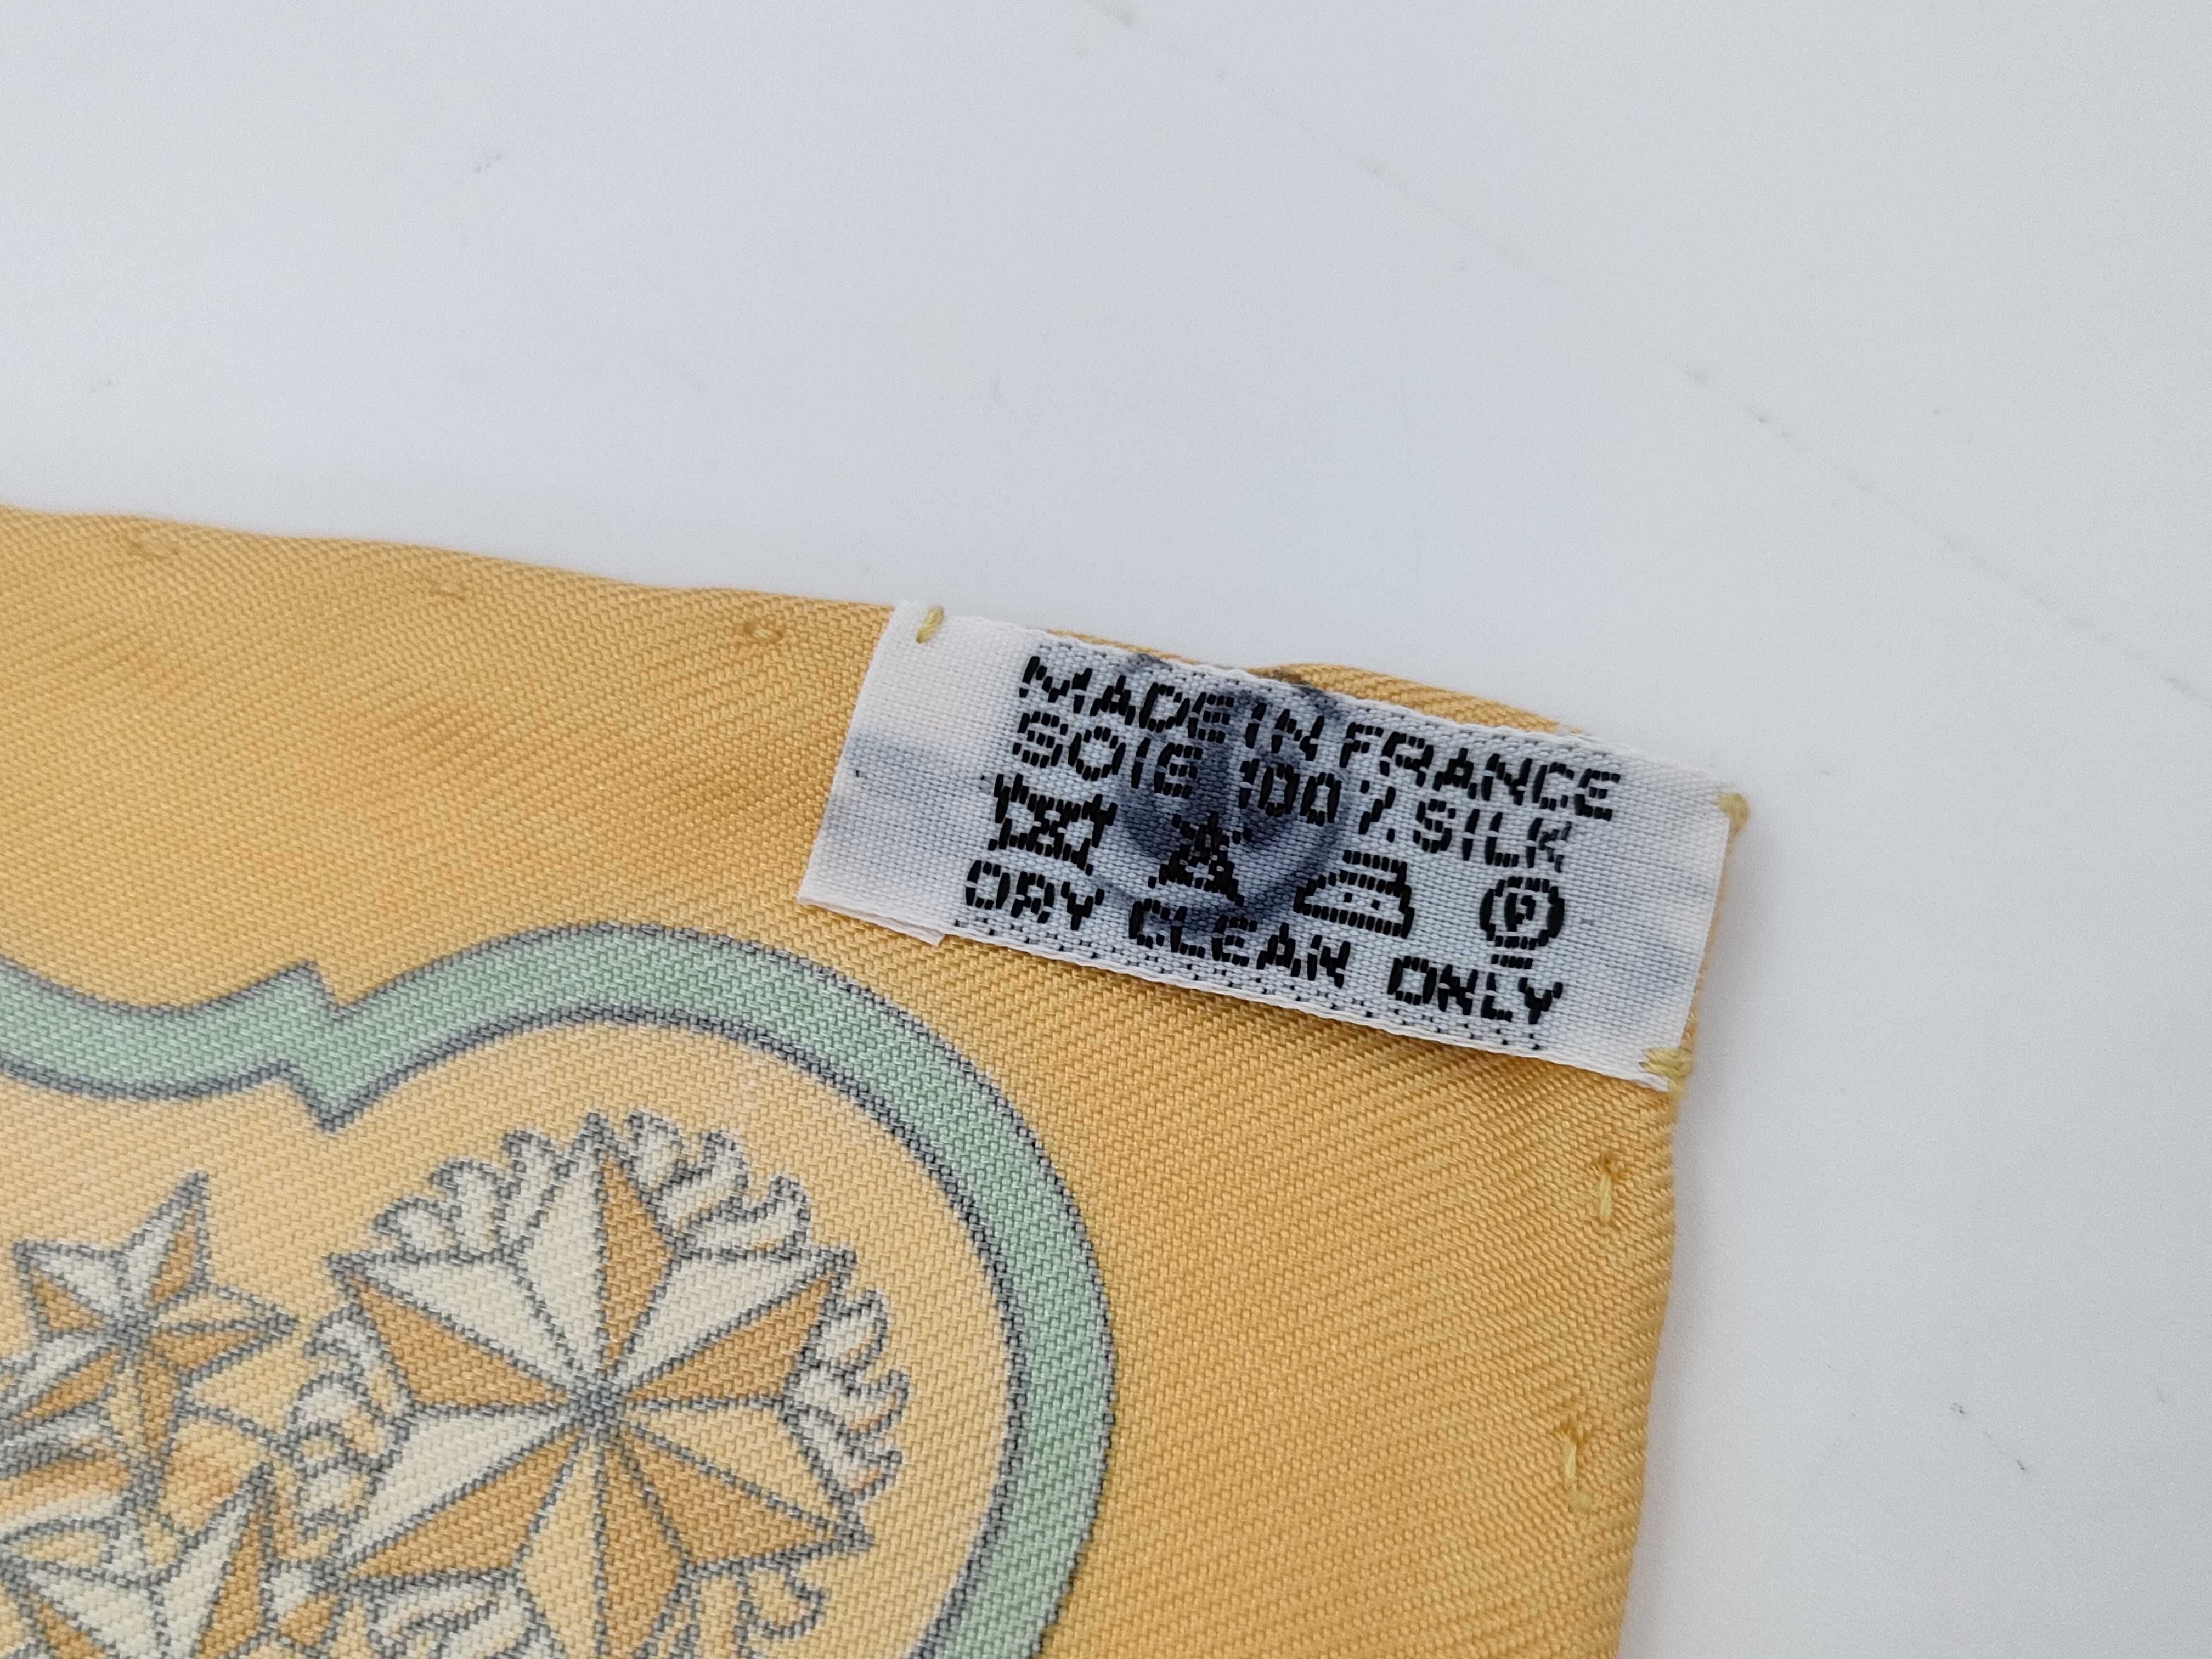 MADE IN FRANCE
SOIE 100% SILK
P
DRY CLEAN ONLY